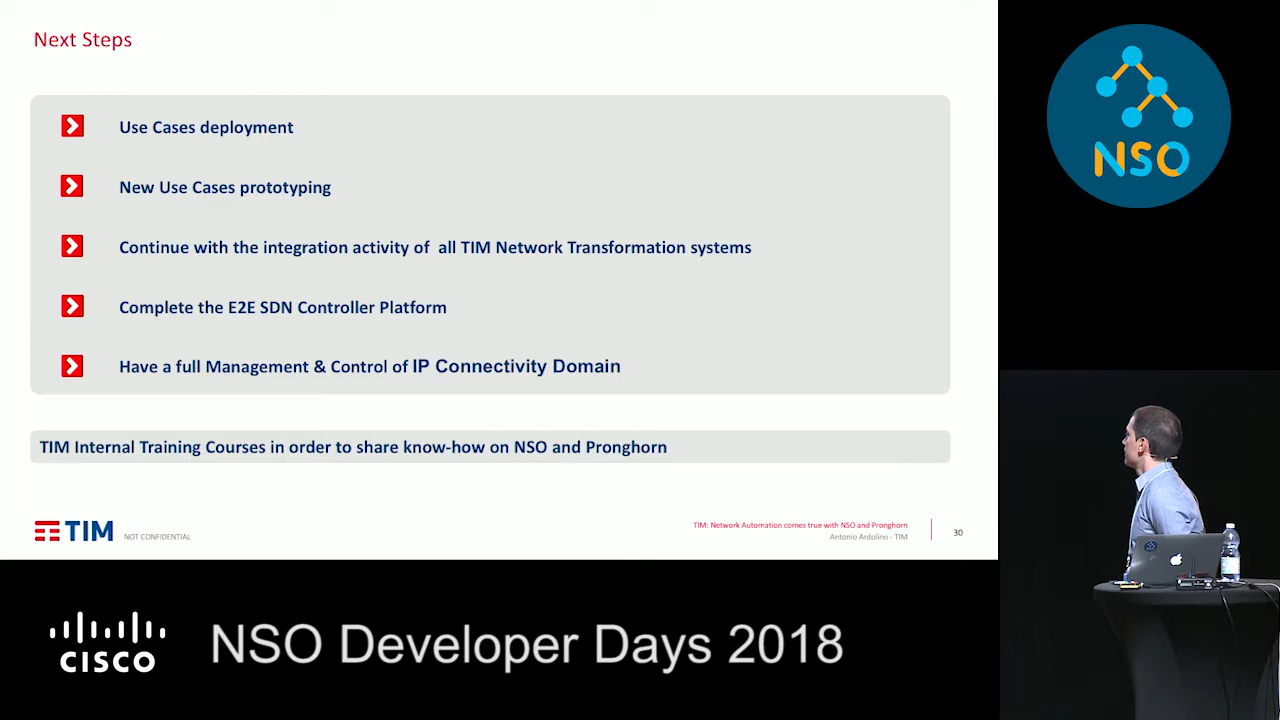 Next Steps
Use Cases deployment
New Use Cases prototyping
Continue with the integration activity of all TIM Network Transformation systems
Complete the E2E SDN Controller Platform
Have a full Management & Control of IP Connectivity Domain
TIM Internal Training Courses in order to share know-how on NSO and Pronghorn
TIM
NOT CONFIDENTIAL
TIM: Network Automation comes true with NSO and Pronghorn
Antonio Ardolino - TIM
30
NSO
CISCO
NSO Developer Days 2018